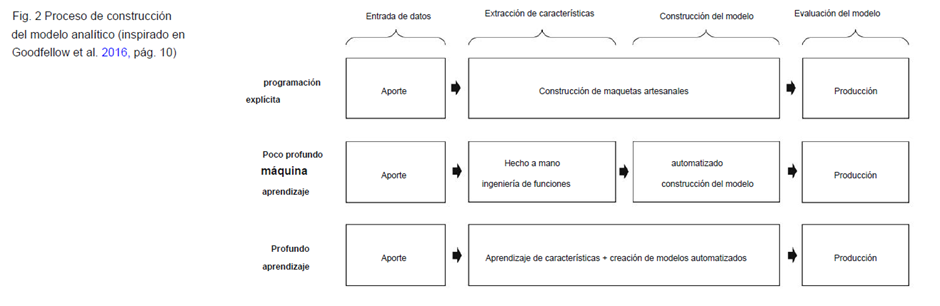 Fig. 2 Proceso de construcción
del modelo analítico (inspirado en
Goodfellow et al. 2016, pág. 10)
Entrada de datos
Extracción de características
Construcción del modelo
Evaluación del modelo
programación
explícita
Aporte
Construcción de maquetas artesanales
Producción
Poco profundo
máquina
aprendizaje
Aporte
Hecho a mano
ingeniería de funciones
automatizado
construcción del modelo
Producción
Profundo
aprendizaje
Aporte
Aprendizaje de características + creación de modelos automatizados
Producción